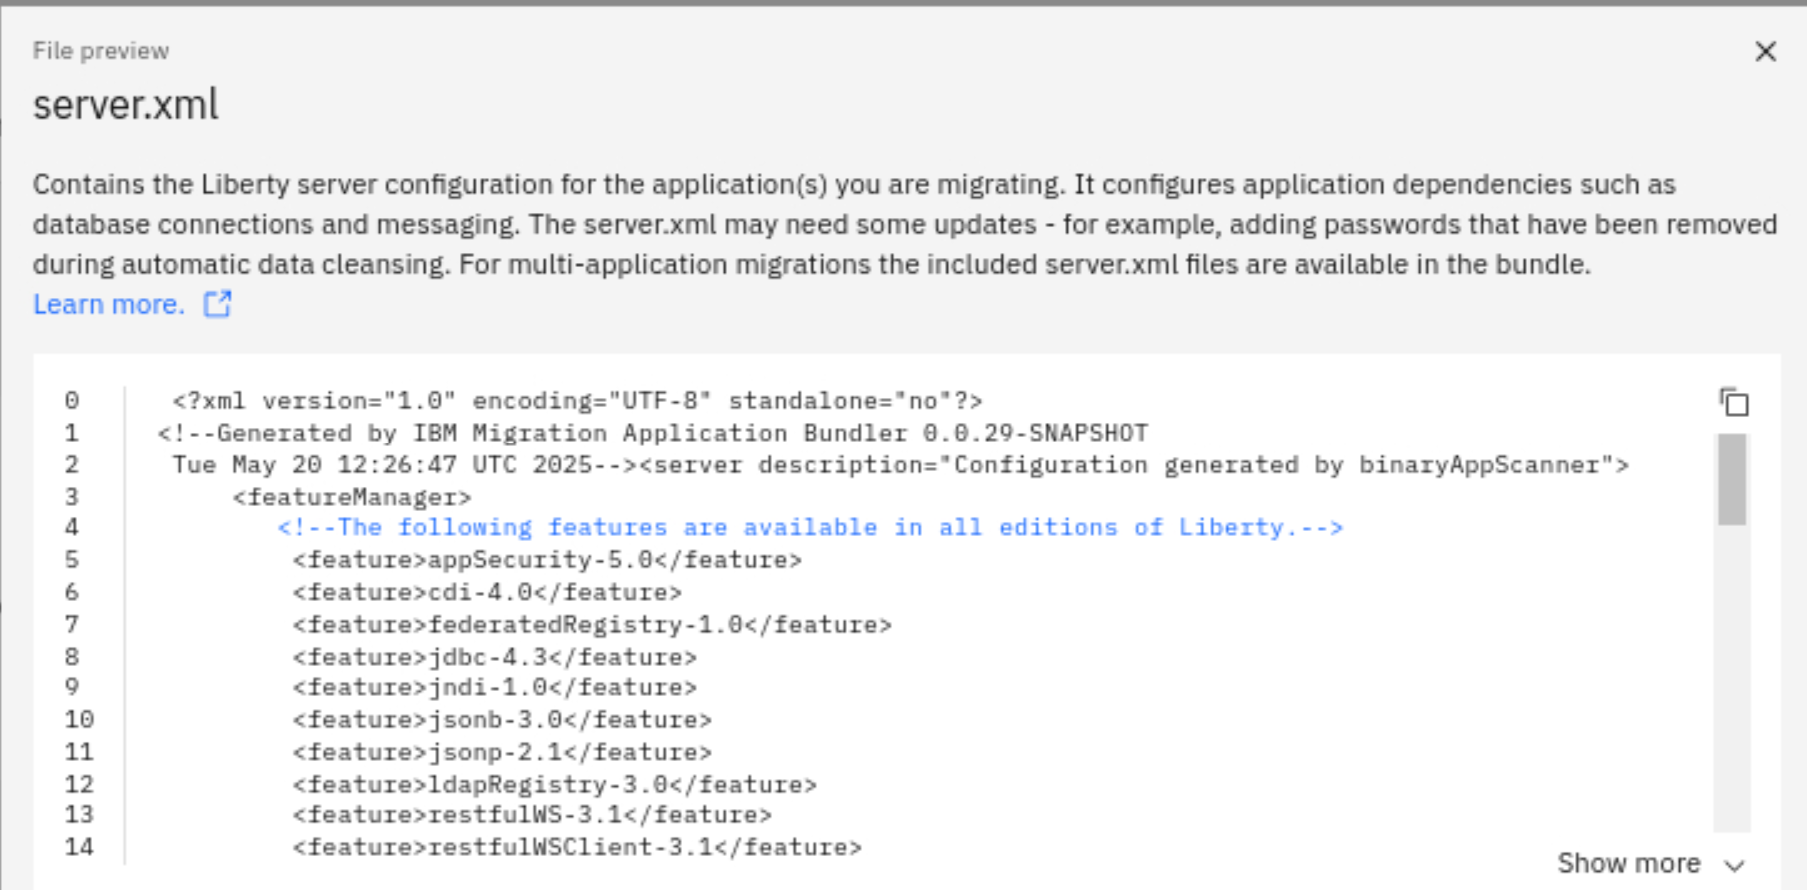 File preview
server.xml
Contains the Liberty server configuration for the application(s) you are migrating. It configures application dependencies such as
database connections and messaging. The server.xml may need some updates - for example, adding passwords that have been removed
during automatic data cleansing. For multi-application migrations the included server.xml files are available in the bundle.
Learn more.
0 <?xml version="1.0" encoding="UTF-8" standalone="no"?>
1 <!--Generated by IBM Migration Application Bundler 0.0.29-SNAPSHOT
2 Tue May 20 12:26:47 UTC 2025--><server description="Configuration generated by binaryAppScanner">
3 <featureManager>
4 <!--The following features are available in all editions of Liberty.-->
5 <feature>appSecurity-5.0</feature>
6 <feature>cdi-4.0</feature>
7 <feature>federatedRegistry-1.0</feature>
8 <feature>jdbc-4.3</feature>
9 <feature>jndi-1.0</feature>
10 <feature>jsonb-3.0</feature>
11 <feature>jsonp-2.1</feature>
12 <feature>ldapRegistry-3.0</feature>
13 <feature>restfulWS-3.1</feature>
14 <feature>restfulWSClient-3.1</feature>
Show more